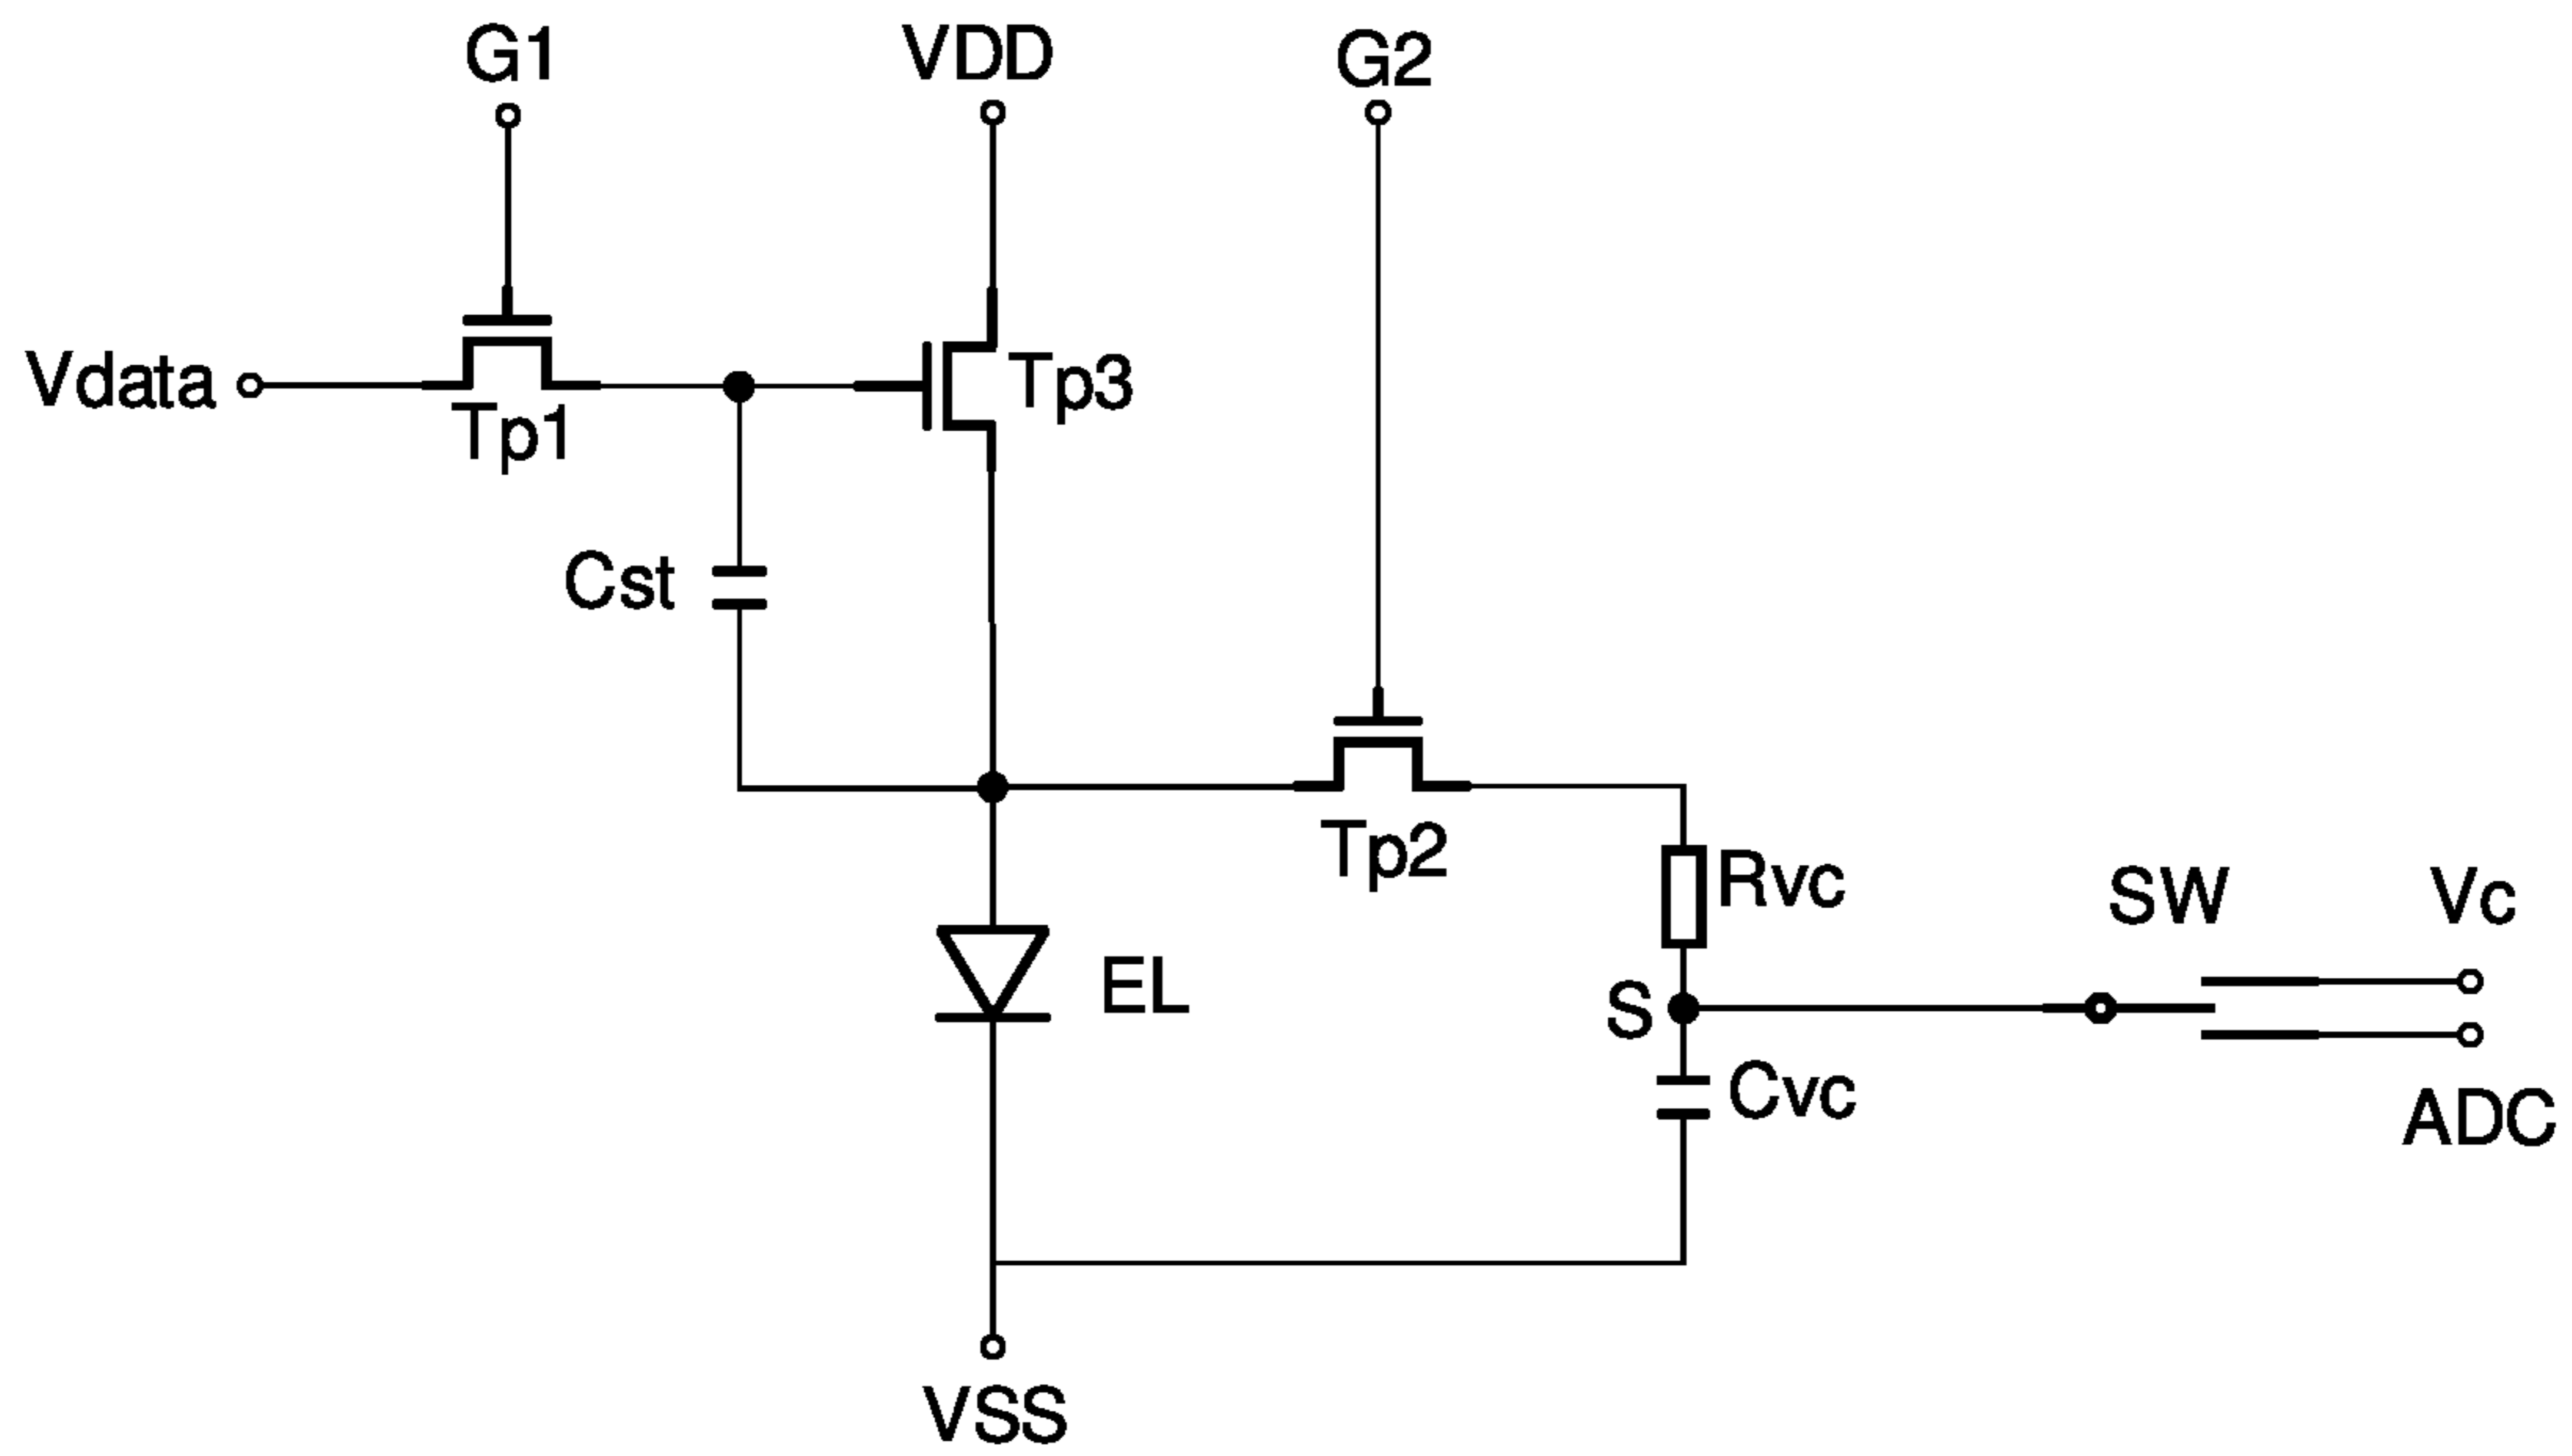 G1
VDD
G2
Vdata
Tp1
Tp3
Cst
Tp2
Rvc
SW
Vc
EL
S
Cvc
ADC
VSS